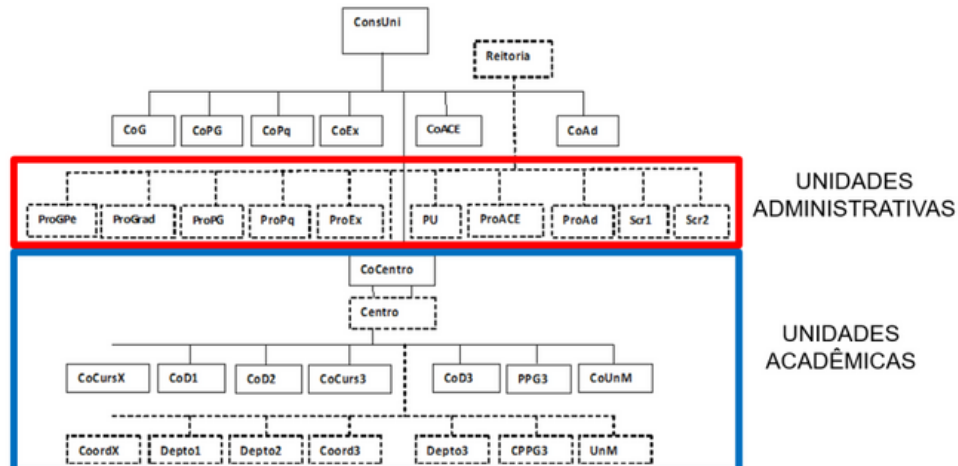 ConsUni
Reitoria
CoG CoPG CoPq CoEx CoACE CoAd
UNIDADES
ADMINISTRATIVAS
ProGPe ProGrad ProPG ProPq ProEx PU ProACE ProAd Scr1 Scr2
CoCentro
Centro
UNIDADES
ACADÊMICAS
CoCursX CoD1 CoD2 CoCurs3 CoD3 PPG3 CoUnM
CoordX Depto1 Depto2 Coord3 Depto3 CPPG3 UnM